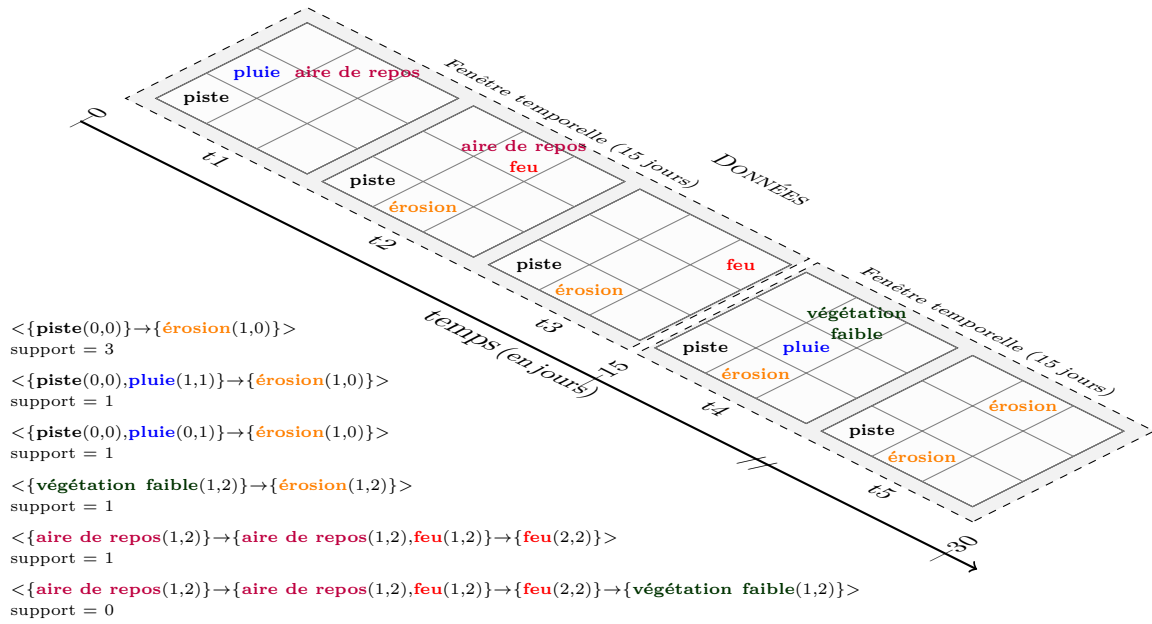 Fenêtre temporelle (15 jours)
DONNÉES
pluie
aire de repos
piste
0
t1
aire de repos
feu
piste
érosion
t2
piste
feu
érosion
t3
Fenêtre temporelle (15 jours)
végétation
faible
piste
pluie
érosion
t4
érosion
piste
érosion
t5
temps (en jours)
15
30
<{piste(0,0)}→{érosion(1,0)}>
support = 3
<{piste(0,0),pluie(1,1)}→{érosion(1,0)}>
support = 1
<{piste(0,0),pluie(0,1)}→{érosion(1,0)}>
support = 1
<{végétation faible(1,2)}→{érosion(1,2)}>
support = 1
<{aire de repos(1,2)}→{aire de repos(1,2),feu(1,2)}→{feu(2,2)}>
support = 1
<{aire de repos(1,2)}→{aire de repos(1,2),feu(1,2)}→{feu(2,2)}→{végétation faible(1,2)}>
support = 0